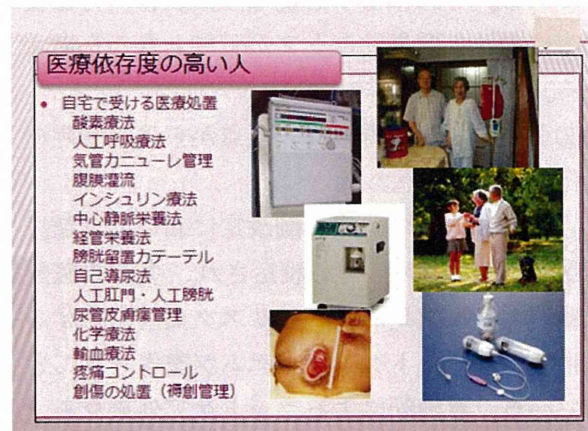 医療依存度の高い人
• 自宅で受ける医療処置
酸素療法
人工呼吸療法
気管カニューレ管理
腹膜灌流
インシュリン療法
中心静脈栄養法
経管栄養法
膀胱留置カテーテル
自己導尿法
人工肛門・人工膀胱
尿管皮膚瘻管理
化学療法
輸血療法
疼痛コントロール
創傷の処置（褥創管理）